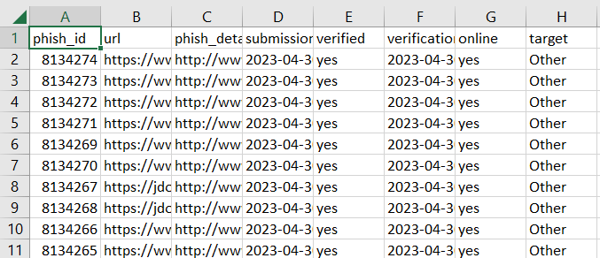 A B C D E F G H
1 phish_id url phish_deta submission verified verification online target
2 8134274 https://ww http://ww 2023-04-3 yes 2023-04-3 yes Other
3 8134273 https://ww http://ww 2023-04-3 yes 2023-04-3 yes Other
4 8134272 https://ww http://ww 2023-04-3 yes 2023-04-3 yes Other
5 8134271 https://ww http://ww 2023-04-3 yes 2023-04-3 yes Other
6 8134269 https://ww http://ww 2023-04-3 yes 2023-04-3 yes Other
7 8134270 https://ww http://ww 2023-04-3 yes 2023-04-3 yes Other
8 8134267 https://jdc http://ww 2023-04-3 yes 2023-04-3 yes Other
9 8134268 https://jdc http://ww 2023-04-3 yes 2023-04-3 yes Other
10 8134266 https://ww http://ww 2023-04-3 yes 2023-04-3 yes Other
11 8134265 https://ww http://ww 2023-04-3 yes 2023-04-3 yes Other